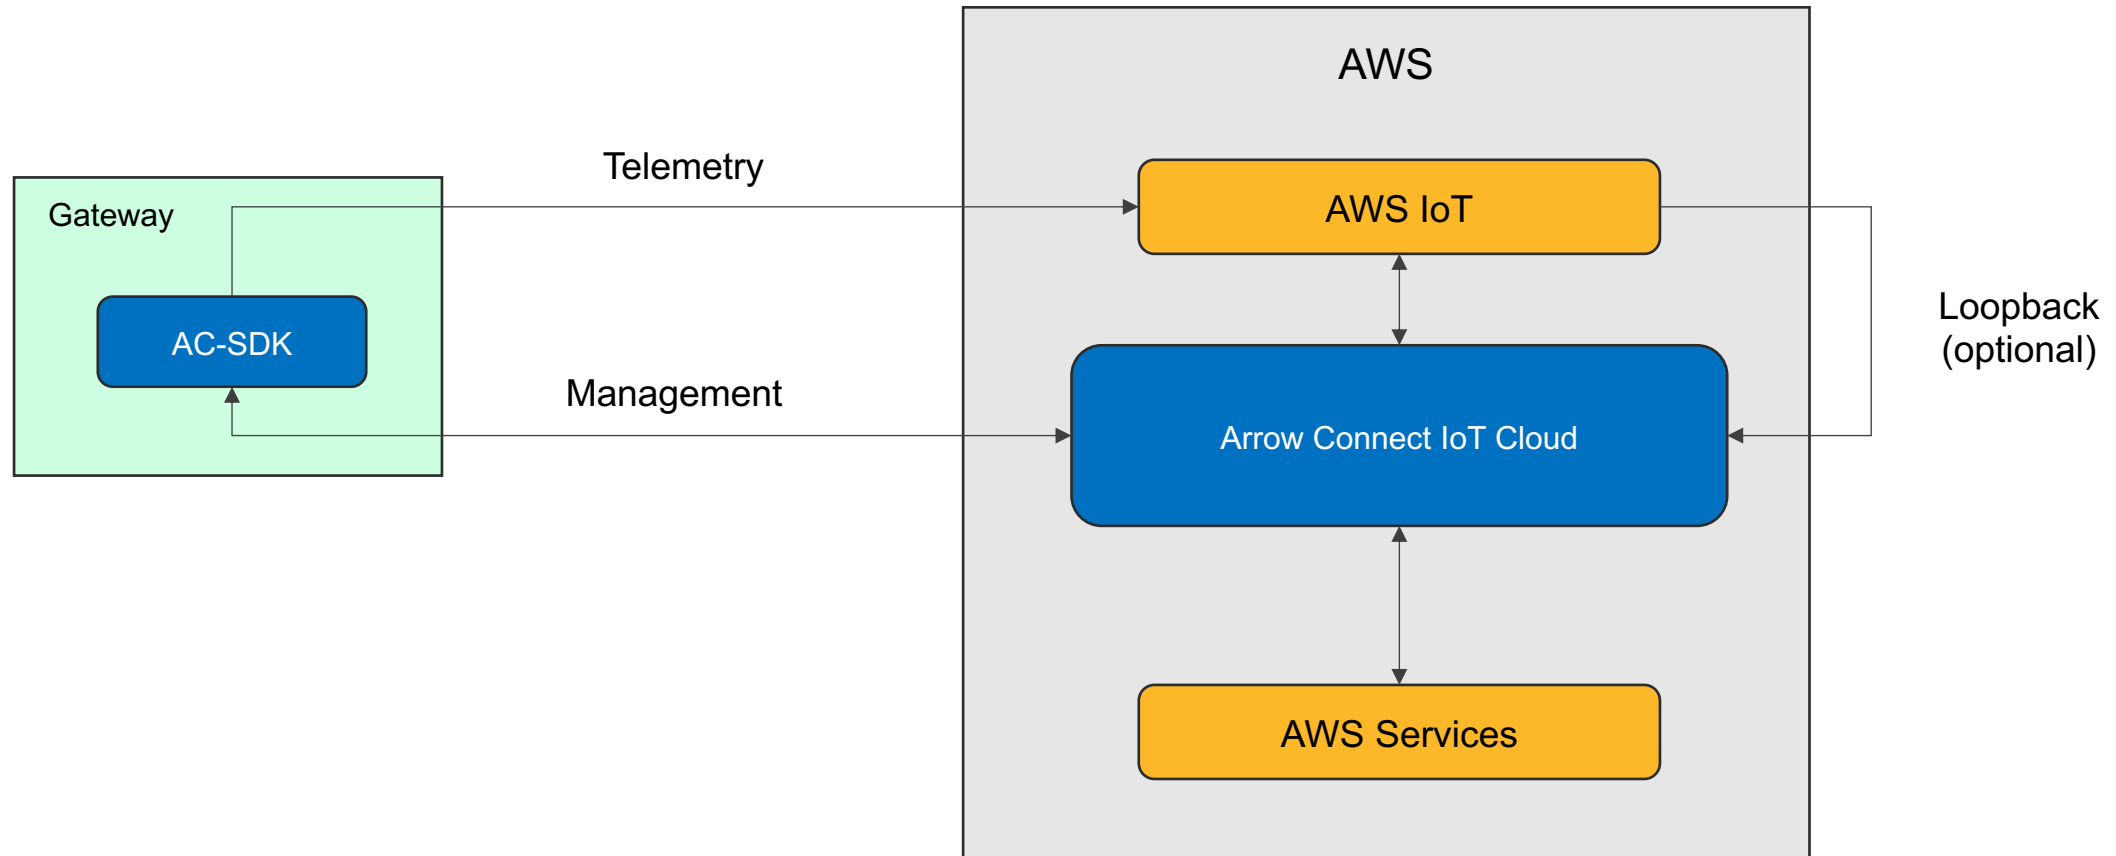 AWS
Telemetry
Gateway
AWS IoT
Loopback
(optional)
AC-SDK
Management
Arrow Connect IoT Cloud
AWS Services